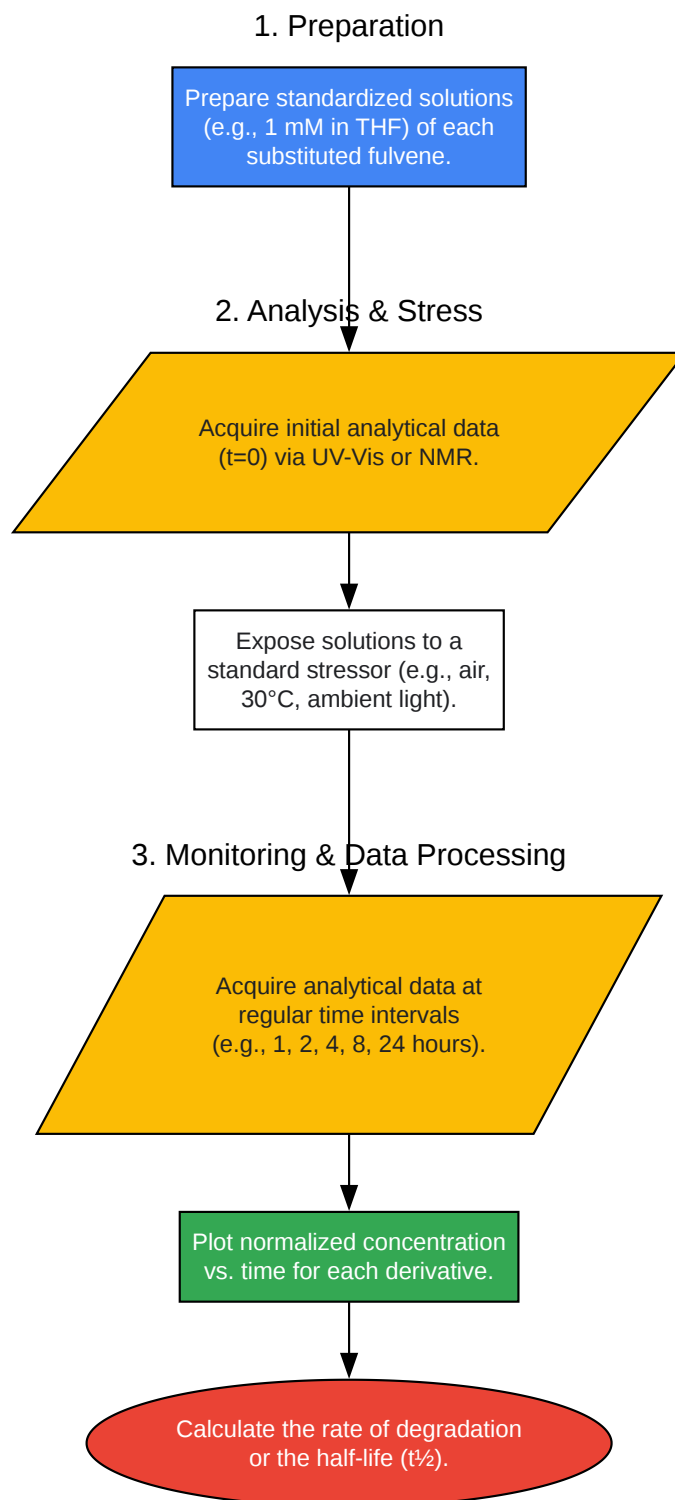 1. Preparation
Prepare standardized solutions
(e.g., 1 mM in THF) of each
substituted fulvene.
2. Analysis & Stress
Acquire initial analytical data
(t=0) via UV-Vis or NMR.
Expose solutions to a
standard stressor (e.g., air,
30°C, ambient light).
3. Monitoring & Data Processing
Acquire analytical data at
regular time intervals
(e.g., 1, 2, 4, 8, 24 hours).
Plot normalized concentration
vs. time for each derivative.
Calculate the rate of degradation
or the half-life (t½).